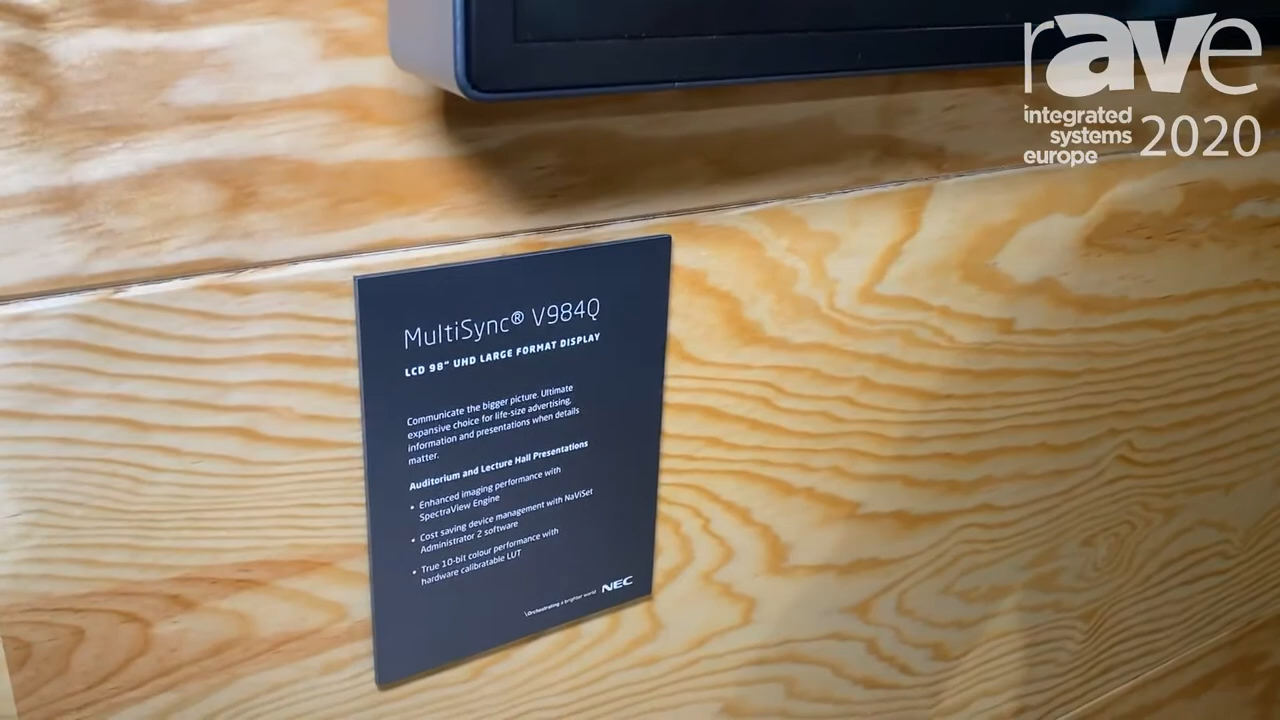 rave
integrated
systems
europe
2020
MultiSync® V984Q
LCD 98" UHD LARGE FORMAT DISPLAY
Communicate the bigger picture. Ultimate
expansive choice for life-size advertising,
information and presentations when details
matter.
Auditorium and Lecture Hall Presentations
• Enhanced imaging performance with
SpectraView Engine
• Cost saving device management with NaViSet
Administrator 2 software
• True 10-bit colour performance with
hardware calibratable LUT
\Orchestrating a brighter world
NEC